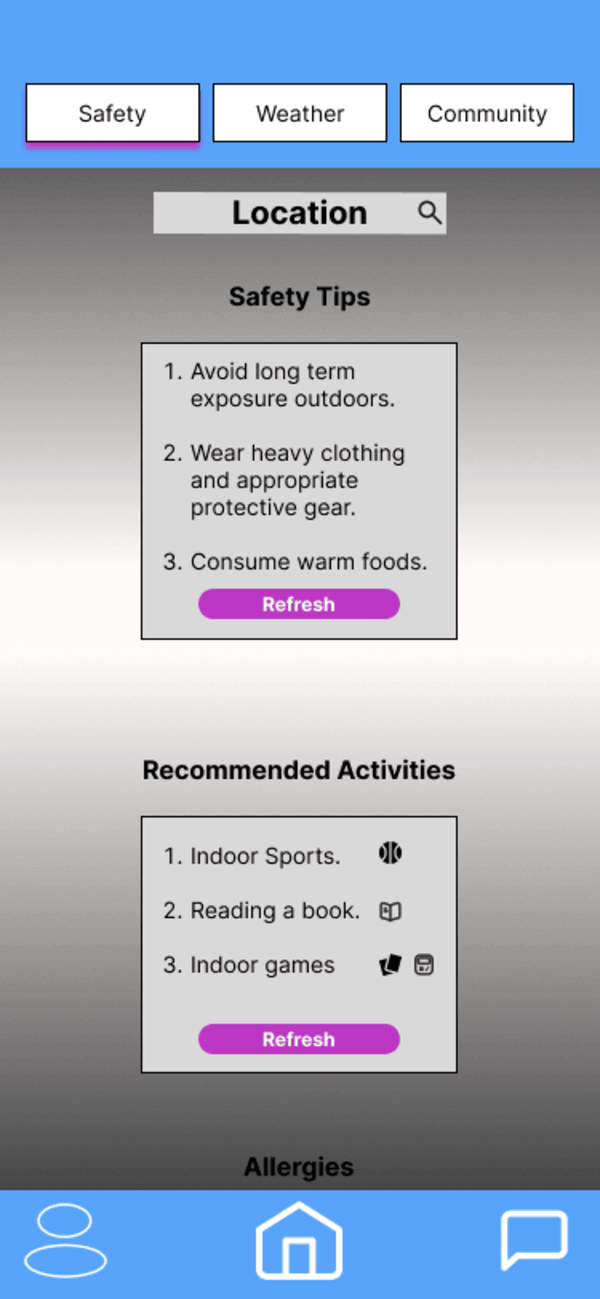 Safety Weather Community
Location
Safety Tips
1. Avoid long term
exposure outdoors.
2. Wear heavy clothing
and appropriate
protective gear.
3. Consume warm foods.
Refresh
Recommended Activities
1. Indoor Sports.
2. Reading a book.
3. Indoor games
Refresh
Allergies